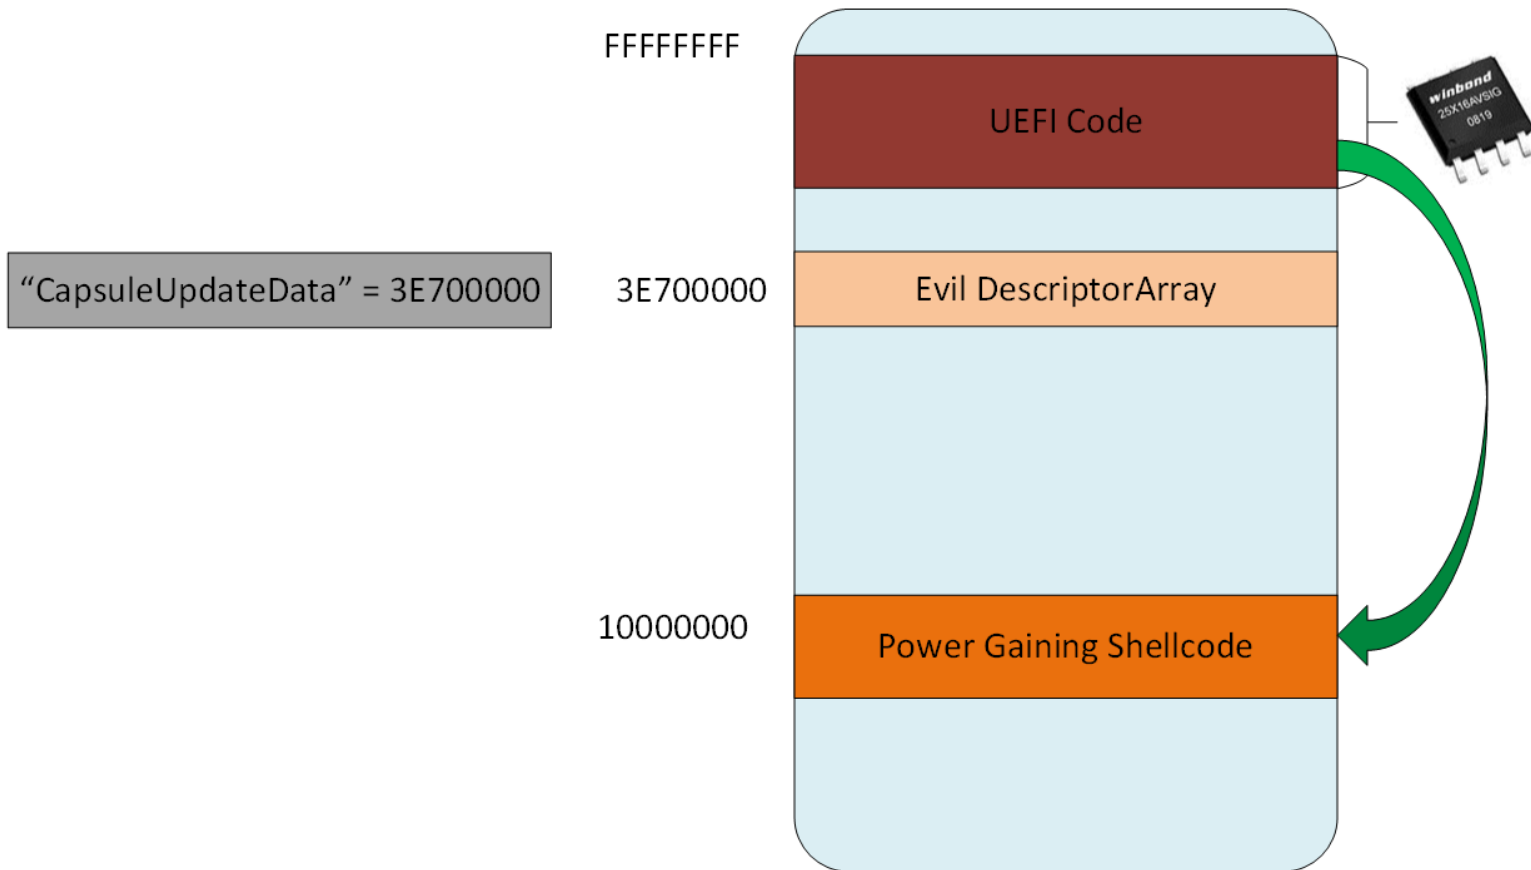 FFFFFFFF
UEFI Code
winbond
25X16AVSIG
0819
“CapsuleUpdateData” = 3E700000
3E700000
Evil DescriptorArray
10000000
Power Gaining Shellcode